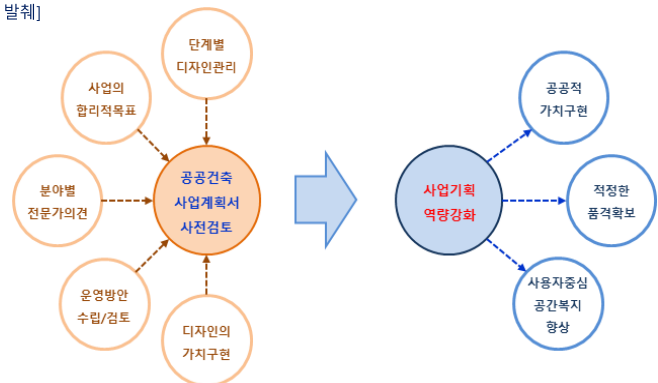 발췌]
단계별
디자인관리
사업의
합리적목표
분야별
전문가의견
운영방안
수립/검토
디자인의
가치구현
공공건축
사업계획서
사전검토
사업기획
역량강화
공공적
가치구현
적정한
품격확보
사용자중심
공간복지
향상